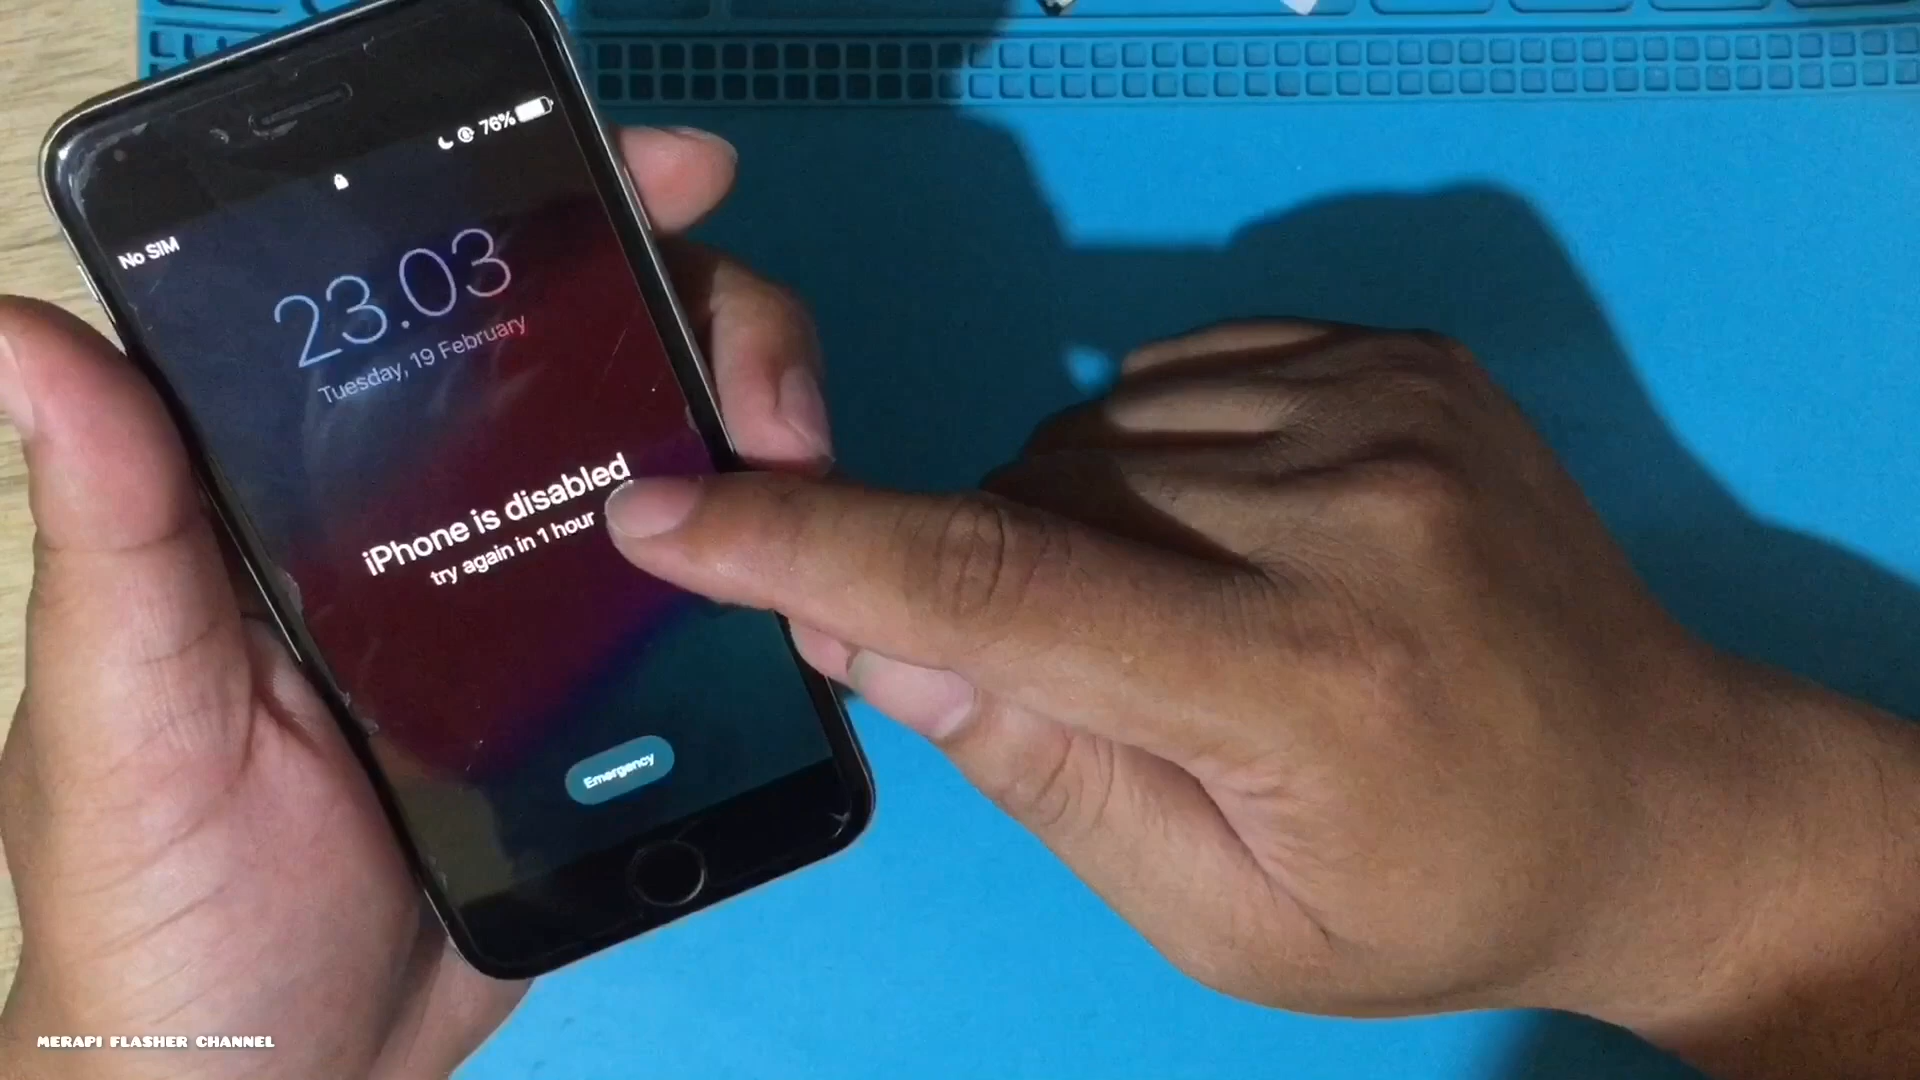 76%
No SIM
23.03
Tuesday, 19 February
iPhone is disabled
try again in 1 hour
Emergency
MERAPI FLASHER CHANNEL